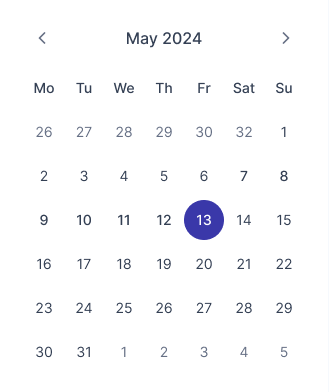 May 2024
Mo Tu We Th Fr Sat Su
26 27 28 29 30 32 1
2 3 4 5 6 7 8
9 10 11 12 13 14 15
16 17 18 19 20 21 22
23 24 25 26 27 28 29
30 31 1 2 3 4 5